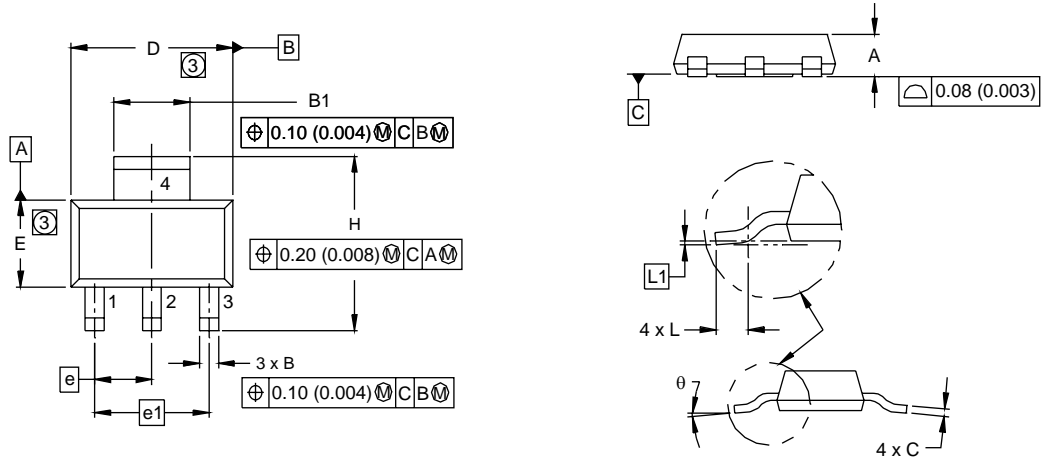 D
B
③
B1
⌖ 0.10 (0.004) Ⓜ C B Ⓜ
A
4
③
E
H
⌖ 0.20 (0.008) Ⓜ C A Ⓜ
1 2 3
3 x B
e
⌖ 0.10 (0.004) Ⓜ C B Ⓜ
e1
A
C
⌓ 0.08 (0.003)
L1
4 x L
θ
4 x C